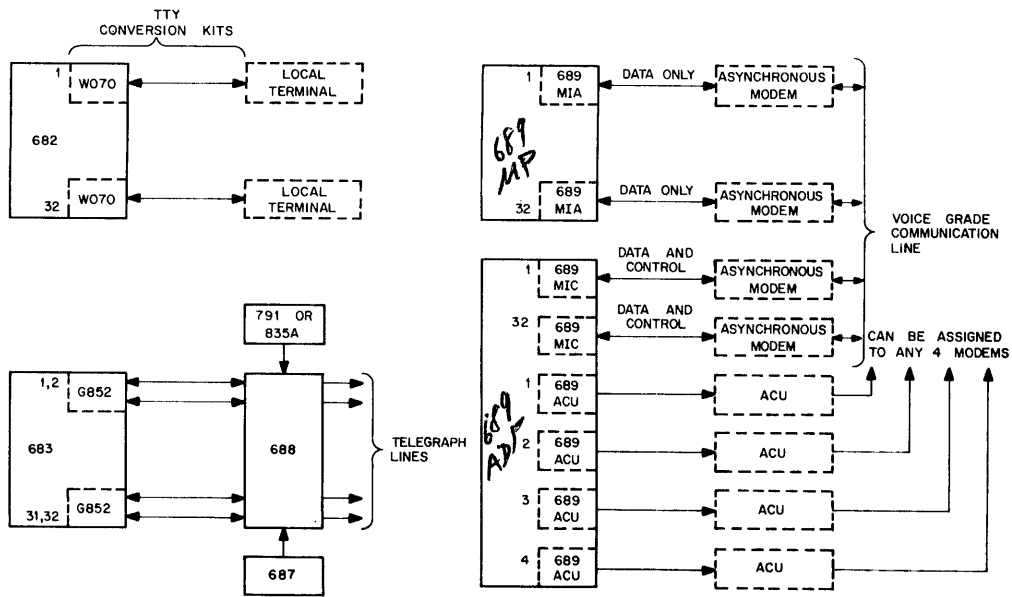 TTY
CONVERSION KITS
1
W070
LOCAL
TERMINAL
682
32
W070
LOCAL
TERMINAL
791 OR
835A
1,2
G852
683
688
TELEGRAPH
LINES
31,32
G852
687
1
689
MIA
DATA ONLY
ASYNCHRONOUS
MODEM
689
MP
32
689
MIA
DATA ONLY
ASYNCHRONOUS
MODEM
VOICE GRADE
COMMUNICATION
LINE
1
689
MIC
DATA AND
CONTROL
ASYNCHRONOUS
MODEM
32
689
MIC
DATA AND
CONTROL
ASYNCHRONOUS
MODEM
CAN BE ASSIGNED
TO ANY 4 MODEMS
1
689
ACU
ACU
689
2
689
ACU
ACU
3
689
ACU
ACU
4
689
ACU
ACU